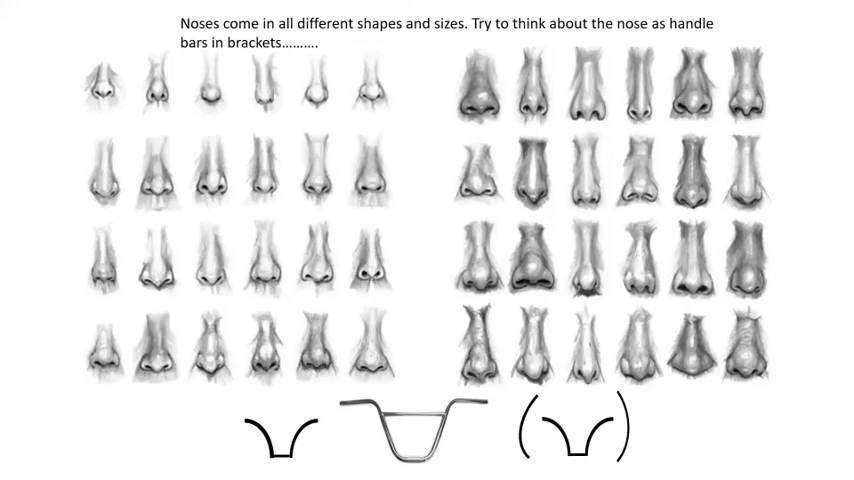 Noses come in all different shapes and sizes. Try to think about the nose as handle
bars in brackets……….